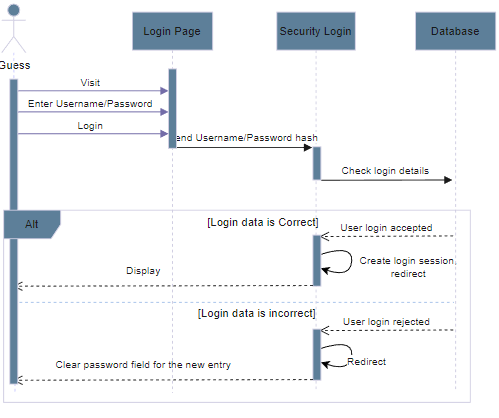 Login Page
Security Login
Database
Guess
Visit
Enter Username/Password
Login
end Username/Password hash
Check login details
Alt
[Login data is Correct]
User login accepted
Create login session,
redirect
Display
[Login data is incorrect]
User login rejected
Redirect
Clear password field for the new entry